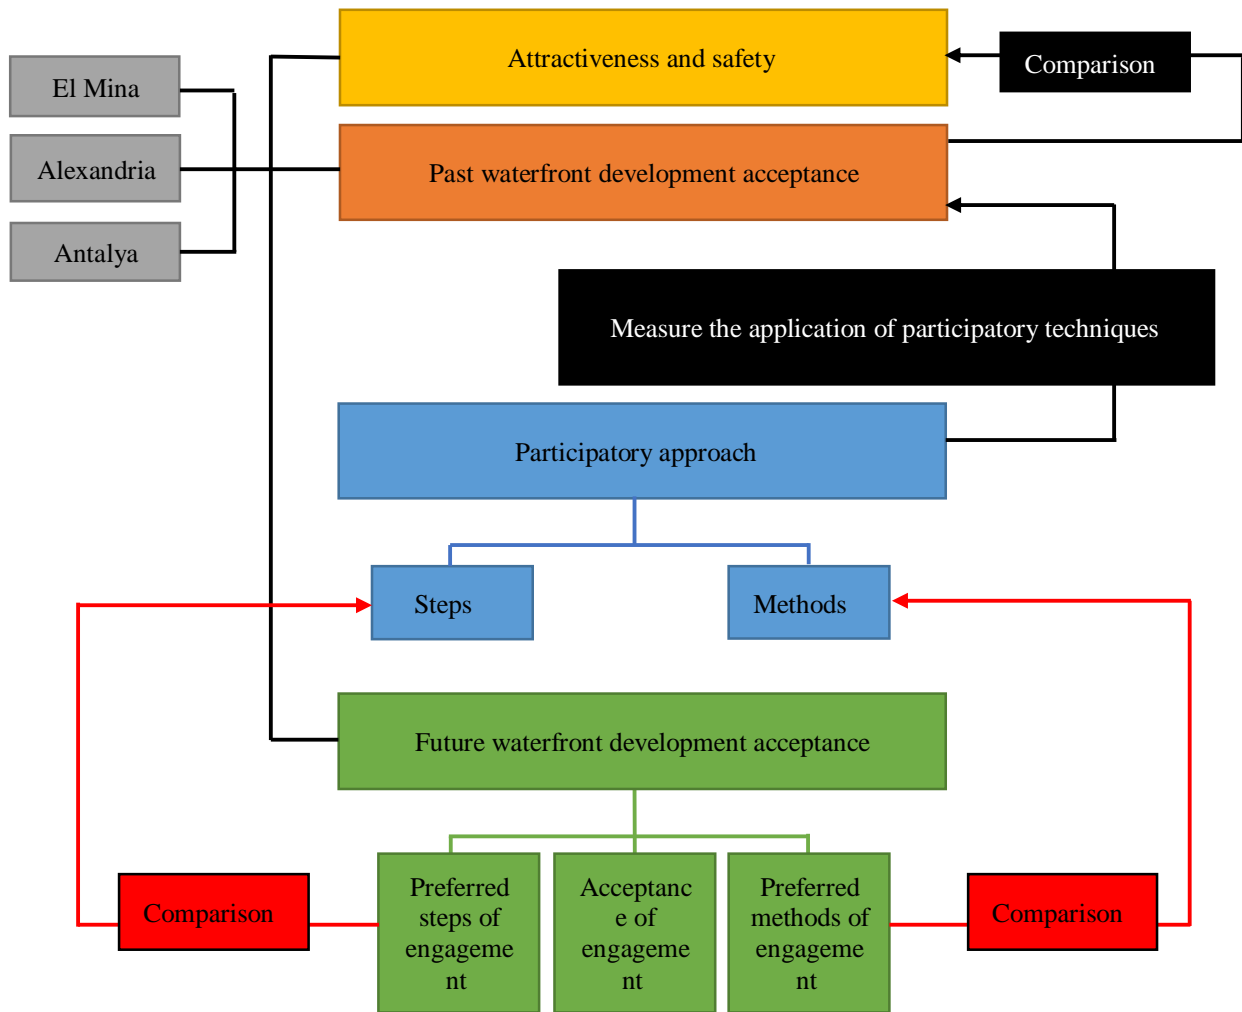 Attractiveness and safety
Comparison
El Mina
Alexandria
Past waterfront development acceptance
Antalya
Measure the application of participatory techniques
Participatory approach
Steps
Methods
Future waterfront development acceptance
Preferred
steps of
engageme
nt
Acceptanc
e of
engageme
nt
Preferred
methods of
engageme
nt
Comparison
Comparison